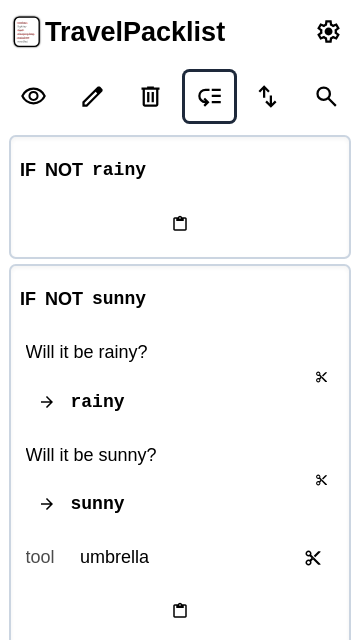 TravelPacklist
IF NOT rainy
IF NOT sunny
Will it be rainy?
→ rainy
Will it be sunny?
→ sunny
tool umbrella